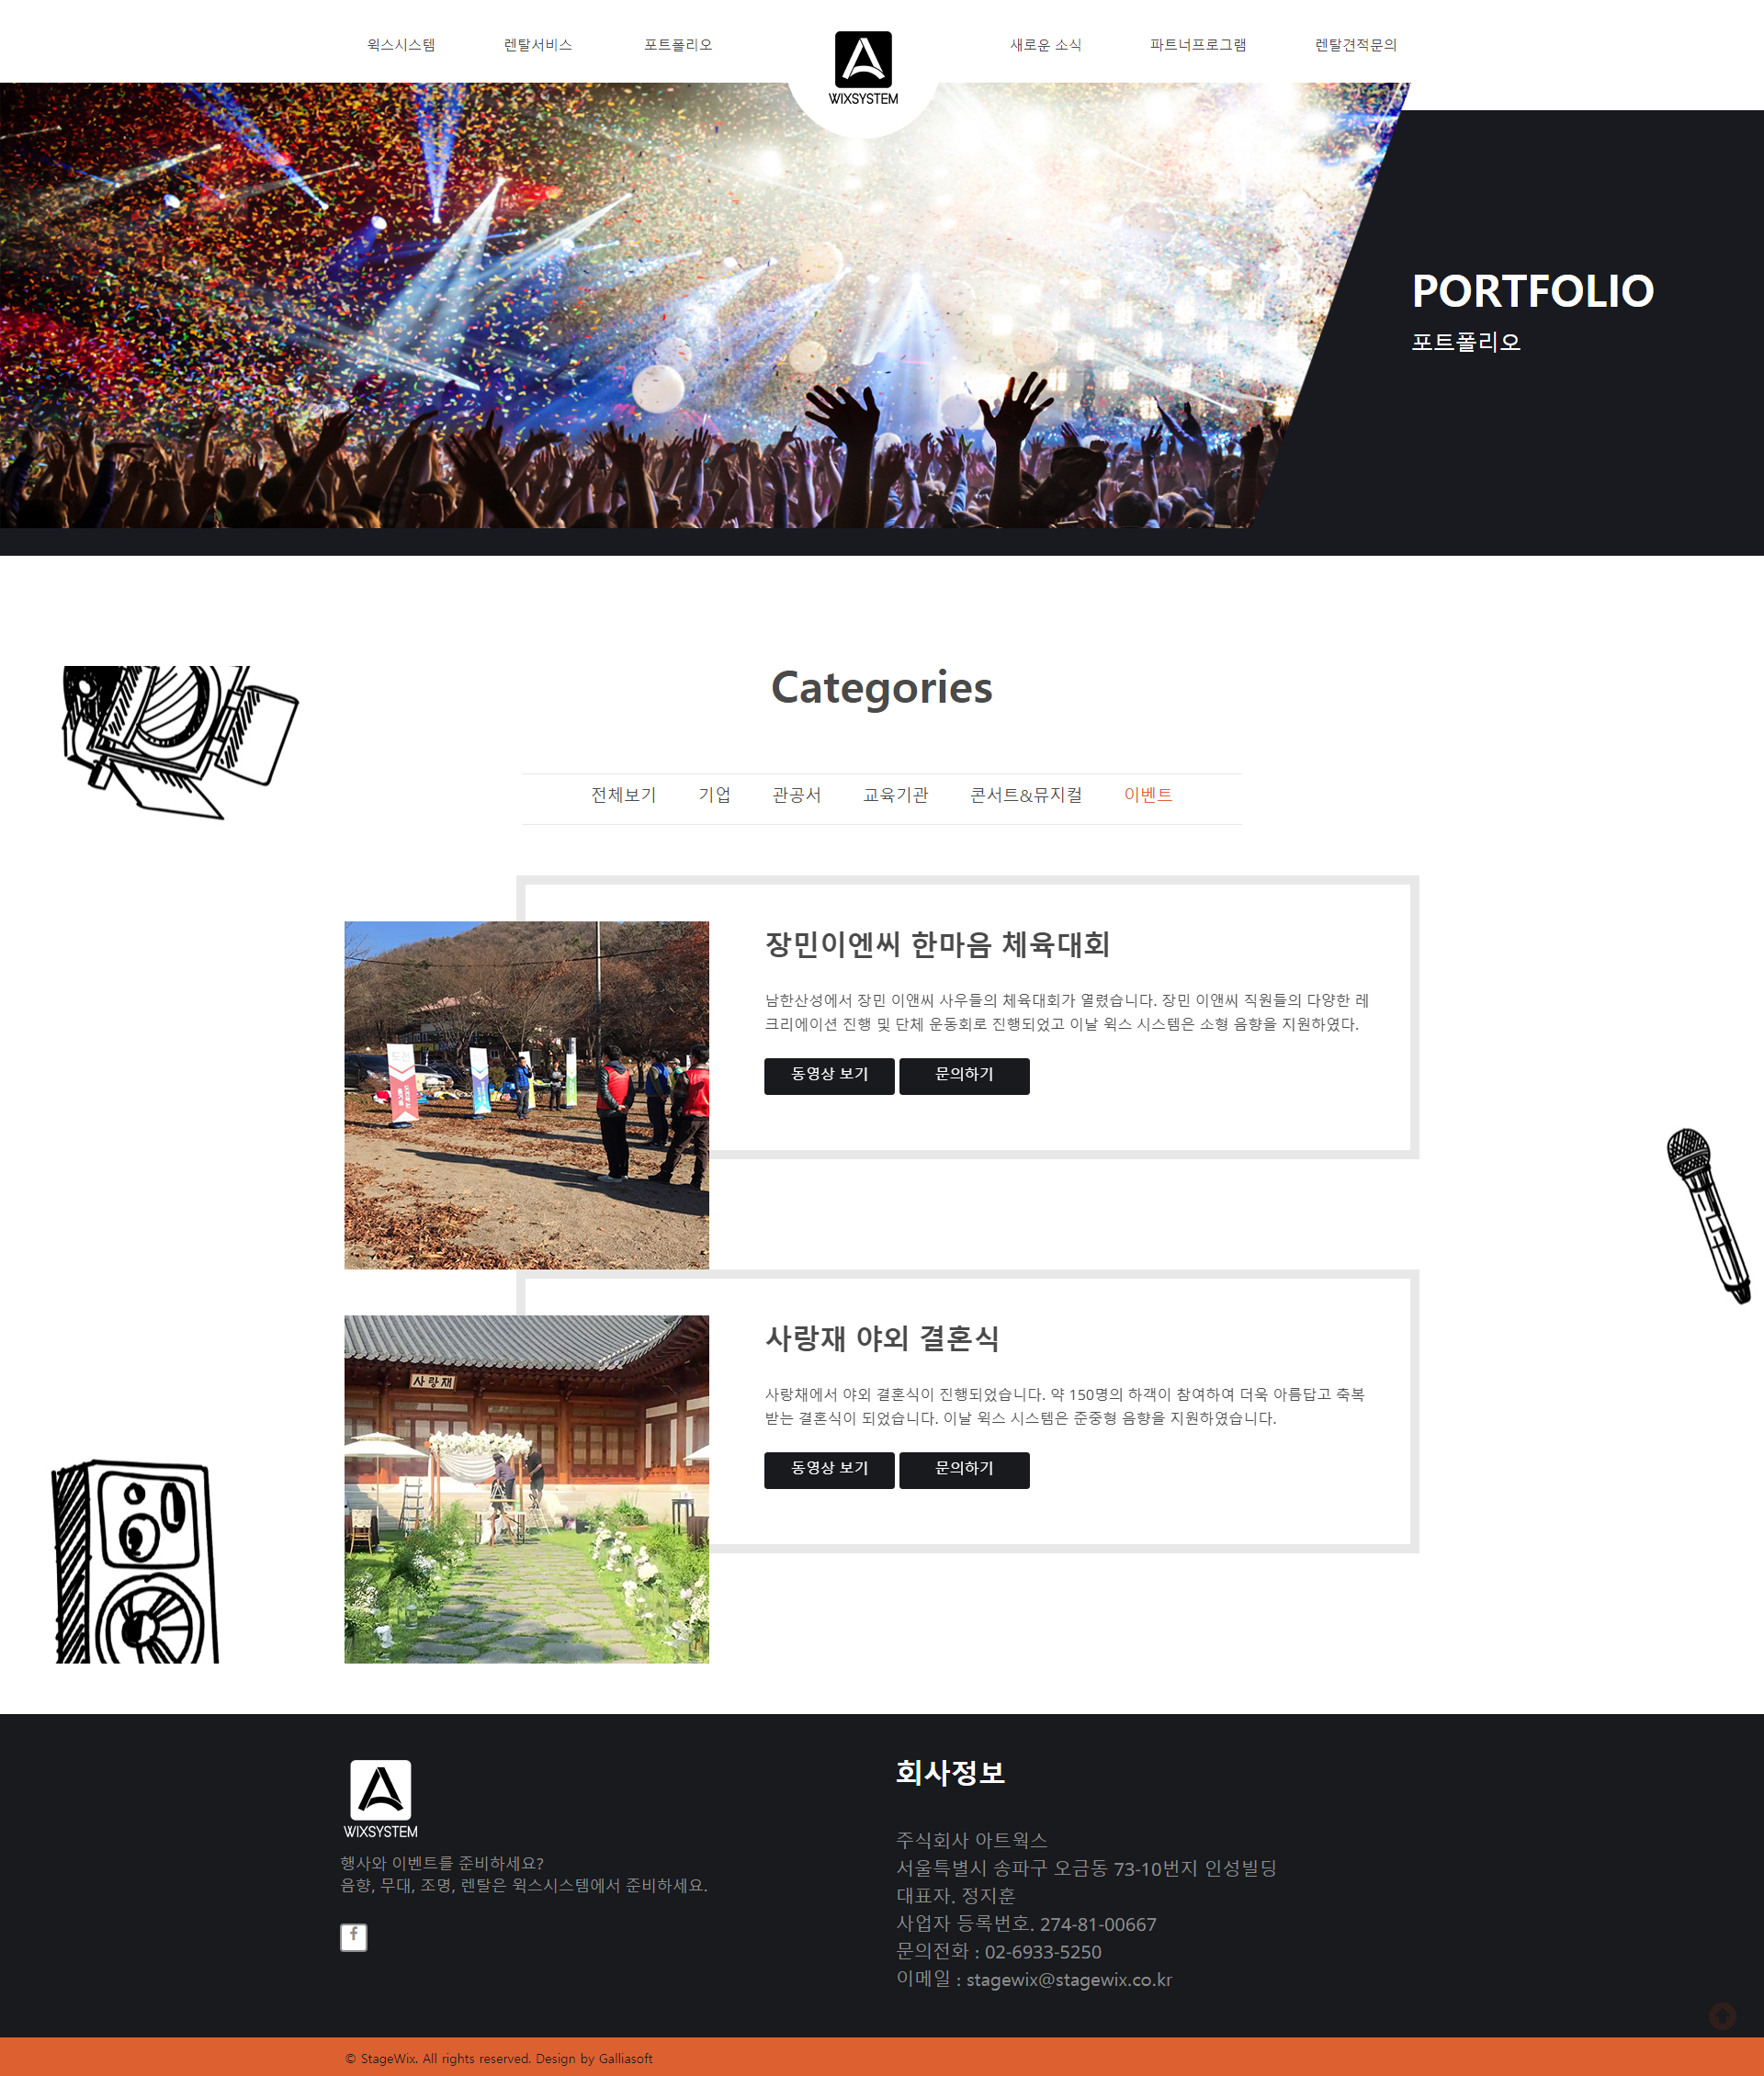 윅스시스템 렌탈서비스 포트폴리오 WIXSYSTEM 새로운 소식 파트너프로그램 렌탈견적문의
PORTFOLIO
포트폴리오
Categories
전체보기 기업 관공서 교육기관 콘서트&뮤지컬 이벤트
장민이엔씨 한마음 체육대회
남한산성에서 장민 이앤씨 사우들의 체육대회가 열렸습니다. 장민 이앤씨 직원들의 다양한 레
크리에이션 진행 및 단체 운동회로 진행되었고 이날 윅스 시스템은 소형 음향을 지원하였다.
동영상 보기 문의하기
사랑재 야외 결혼식
사랑재
사랑채에서 야외 결혼식이 진행되었습니다. 약 150명의 하객이 참여하여 더욱 아름답고 축복
받는 결혼식이 되었습니다. 이날 윅스 시스템은 준중형 음향을 지원하였습니다.
동영상 보기 문의하기
WIXSYSTEM
행사와 이벤트를 준비하세요?
음향, 무대, 조명, 렌탈은 윅스시스템에서 준비하세요.
회사정보
주식회사 아트웍스
서울특별시 송파구 오금동 73-10번지 인성빌딩
대표자. 정지훈
사업자 등록번호. 274-81-00667
문의전화 : 02-6933-5250
이메일 : stagewix@stagewix.co.kr
© StageWix. All rights reserved. Design by Galliasoft